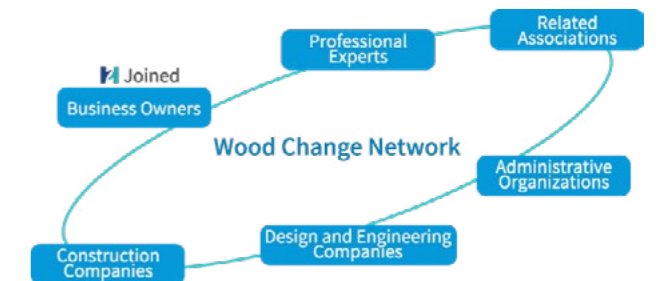 Related
Associations
Professional
Experts
Joined
Business Owners
Wood Change Network
Administrative
Organizations
Design and Engineering
Companies
Construction
Companies